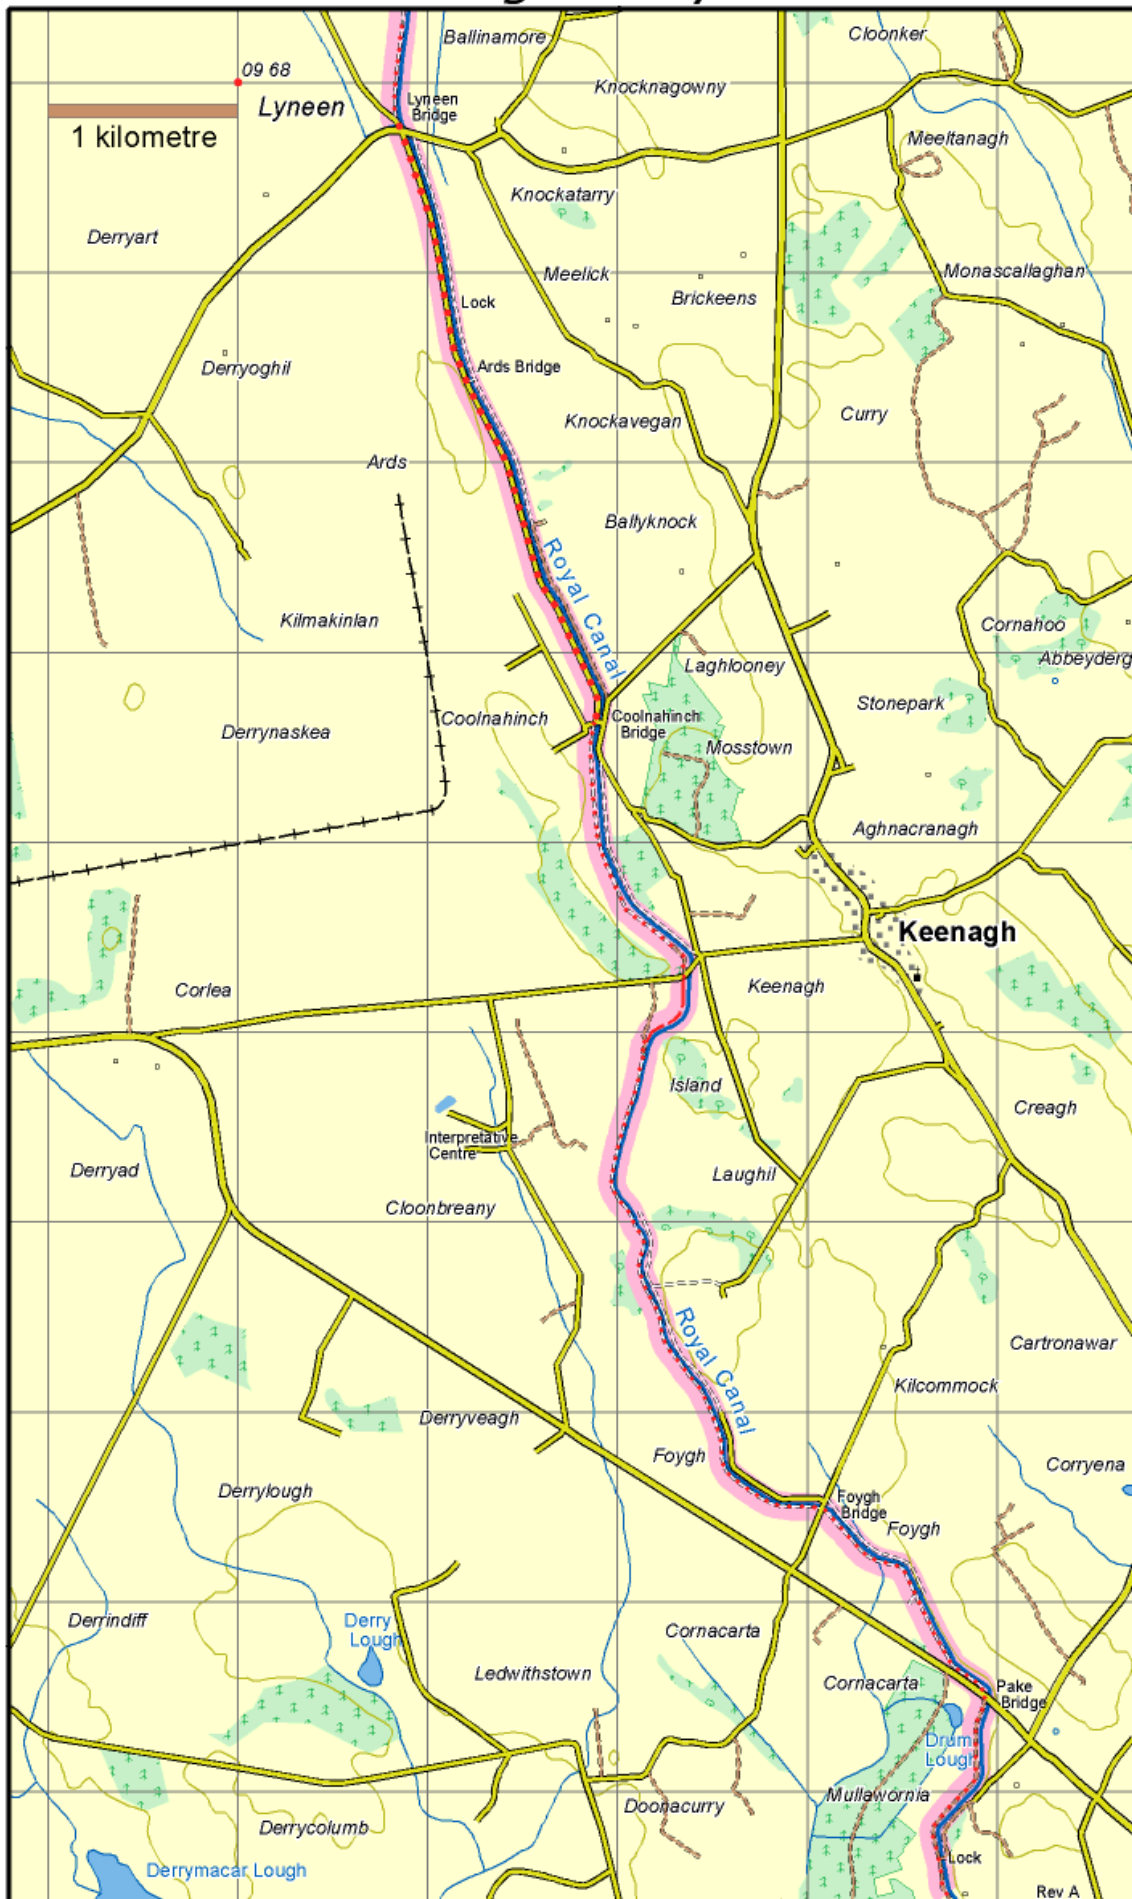 Ballinamore
Cloonker
09 68
Knocknagowny
Lyneen
Lyneen
Bridge
1 kilometre
Meeltanagh
Knockatarry
Derryart
Meelick
Monascallaghan
Brickeens
Lock
Derryoghil
Ards Bridge
Curry
Knockavegan
Ards
Ballyknock
Royal Canal
Kilmakinlan
Cornahoo
Laghlooney
Abbeyderg
Stonepark
Coolnahinch
Coolnahinch
Bridge
Derrynaskea
Mosstown
Aghnacranagh
Keenagh
Corlea
Keenagh
Island
Creagh
Interpretative
Centre
Derryad
Laughil
Cloonbreany
Royal Canal
Cartronawar
Kilcommock
Derryveagh
Foygh
Corryena
Derrylough
Foygh
Bridge
Foygh
Derrindiff
Derry
Lough
Cornacarta
Ledwithstown
Cornacarta
Pake
Bridge
Drum
Lough
Mullawornia
Doonacurry
Derrycolumb
Lock
Derrymacar Lough
Rev A